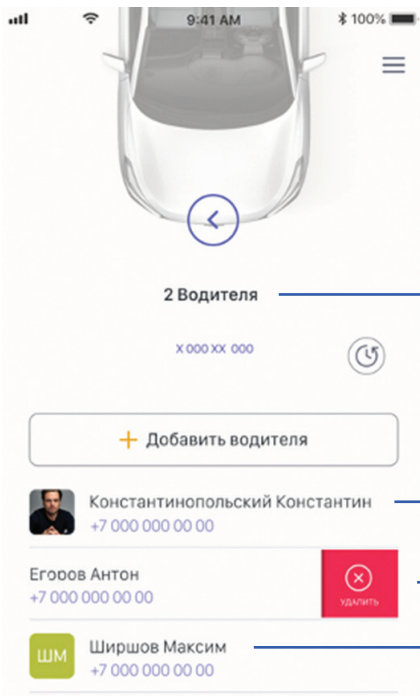 9:41 AM
100%
2 Водителя
X 000 XX 000
+ Добавить водителя
Константинопольский Константин
+7 000 000 00 00
Егоров Антон
+7 000 000 00 00
УДАЛИТЬ
ШМ
Ширшов Максим
+7 000 000 00 00